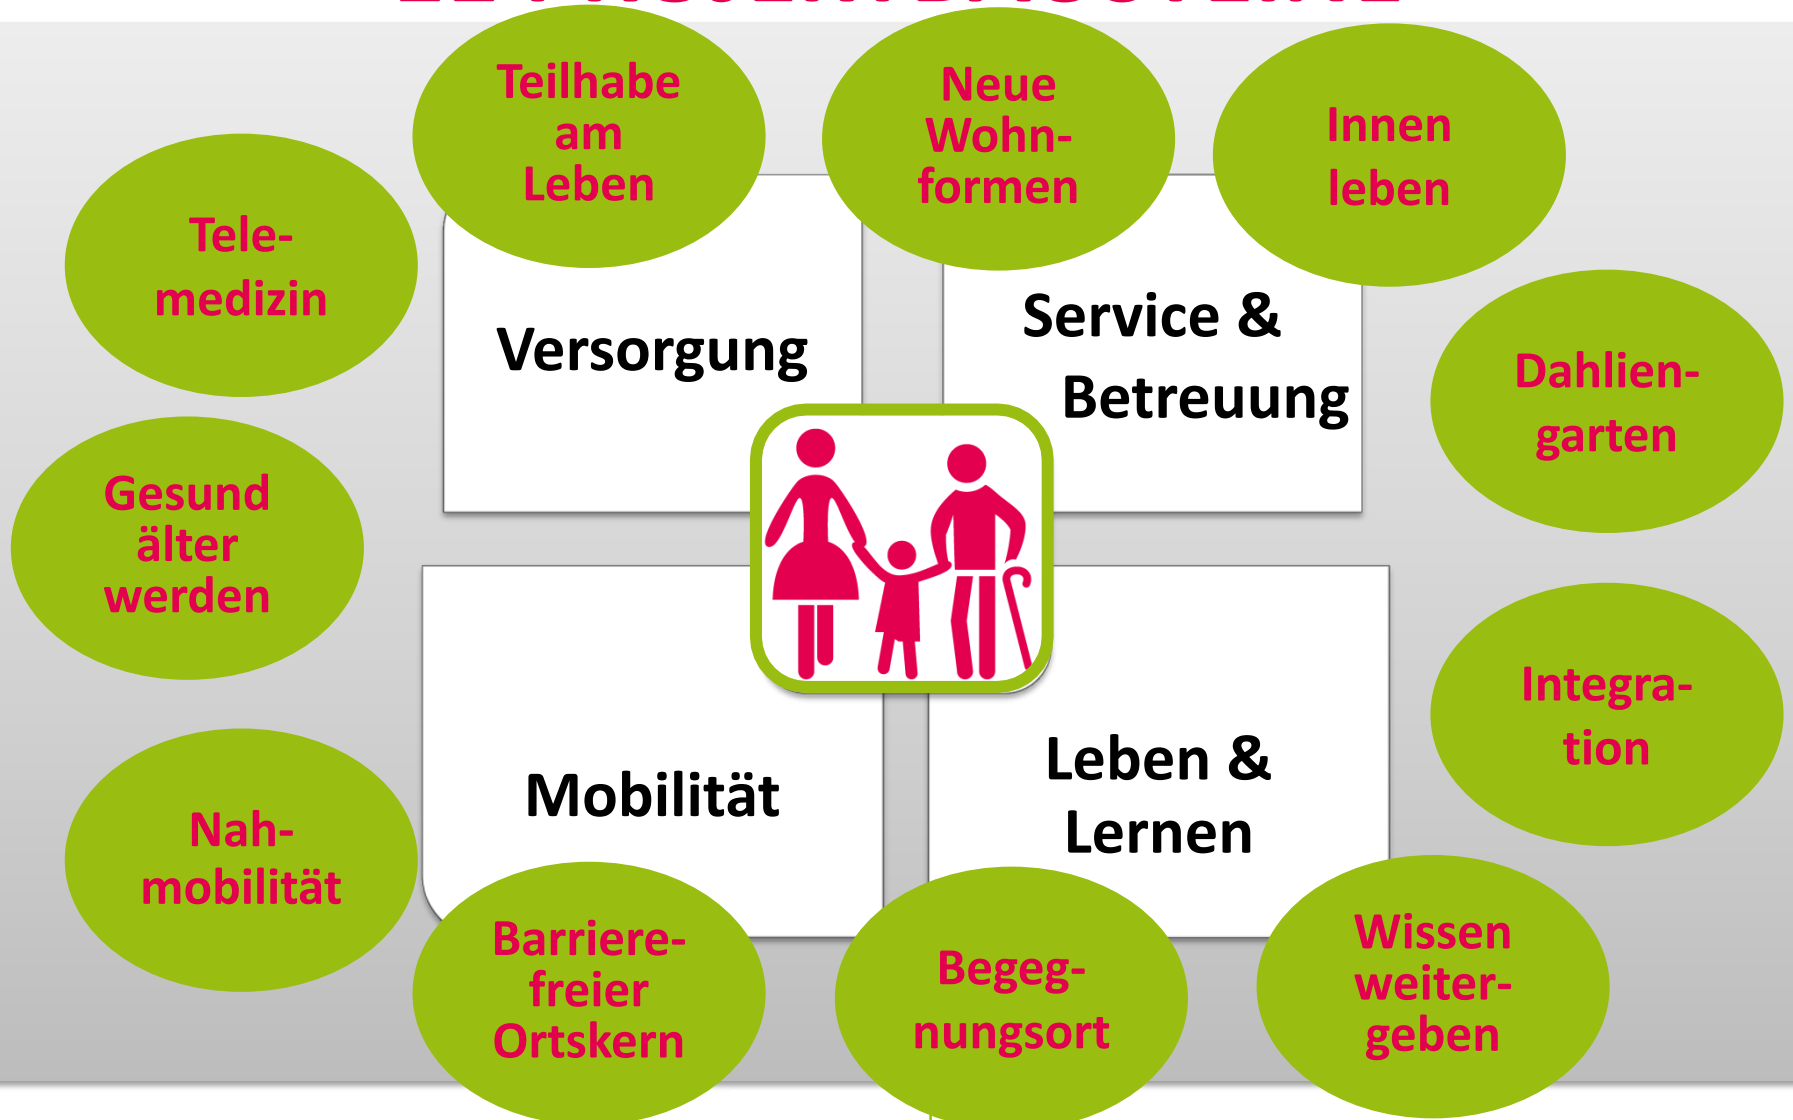 Teilhabe
am
Leben
Neue
Wohn-
formen
Innen
leben
Tele-
medizin
Versorgung
Service &
Betreuung
Dahlien-
garten
Gesund
älter
werden
Integra-
tion
Mobilität
Leben &
Lernen
Nah-
mobilität
Barriere-
freier
Ortskern
Begeg-
nungsort
Wissen
weiter-
geben